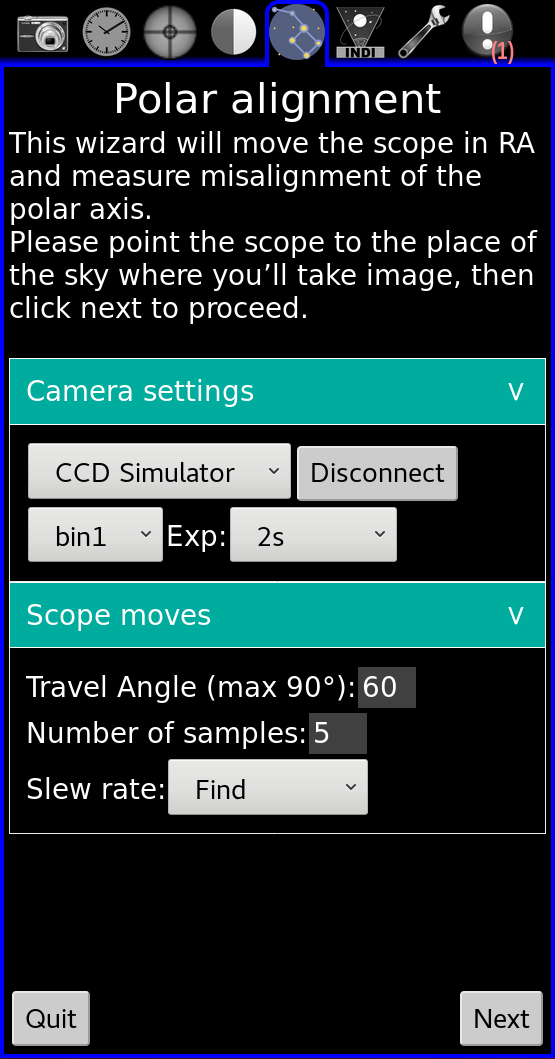 INDI
(1)
Polar alignment
This wizard will move the scope in RA
and measure misalignment of the
polar axis.
Please point the scope to the place of
the sky where you’ll take image, then
click next to proceed.
Camera settings V
CCD Simulator Disconnect
bin1 Exp: 2s
Scope moves V
Travel Angle (max 90°): 60
Number of samples: 5
Slew rate: Find
Quit Next